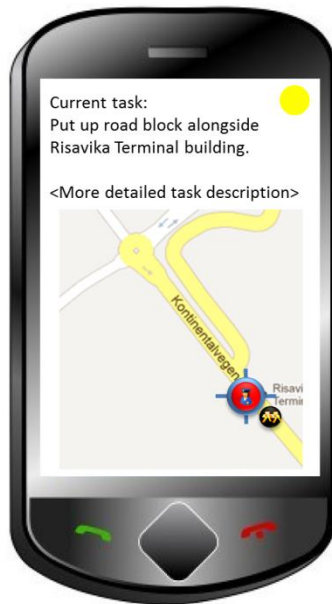 Current task:
Put up road block alongside
Risavika Terminal building.
<More detailed task description>
Kontinentalvegen
Risavi
Termin